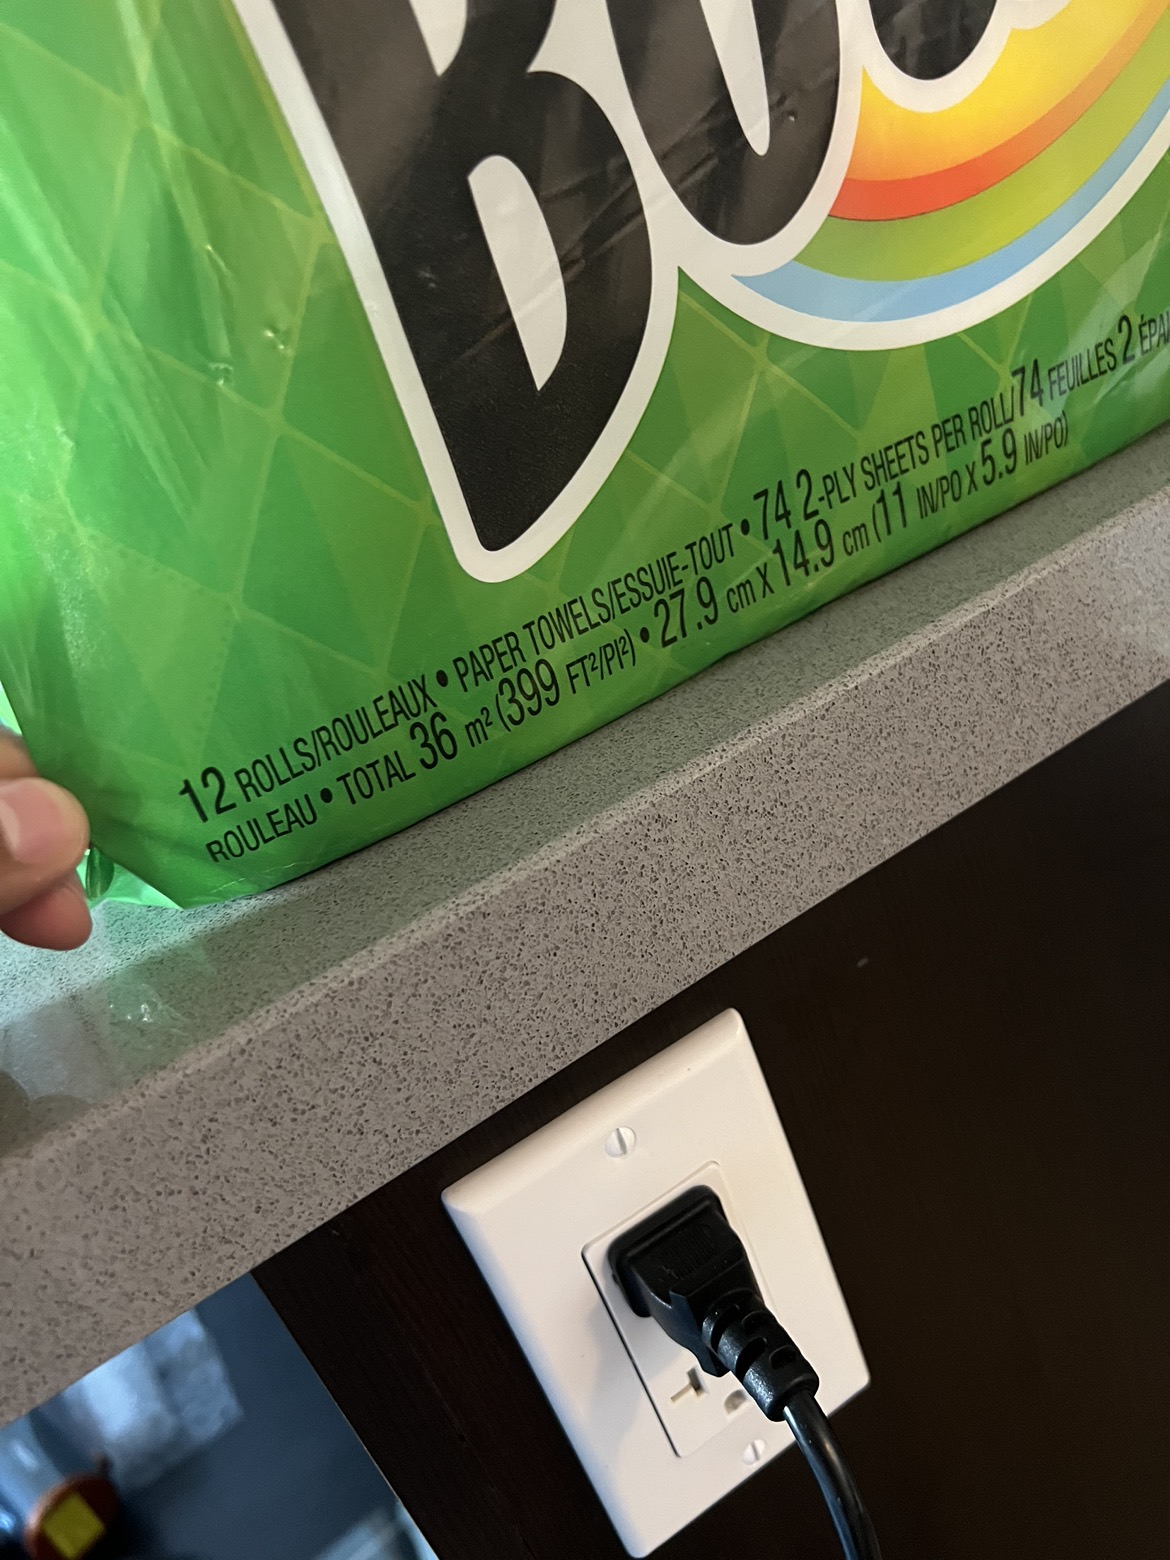 12 ROLLS/ROULEAUX • PAPER TOWELS/ESSUIE-TOUT • 74 2-PLY SHEETS PER ROLL/74 FEUILLES 2
ROULEAU • TOTAL 36 m² (399 FT²/PI²) • 27.9 cm X 14.9 cm (11 IN/PO X 5.9 IN/PO)